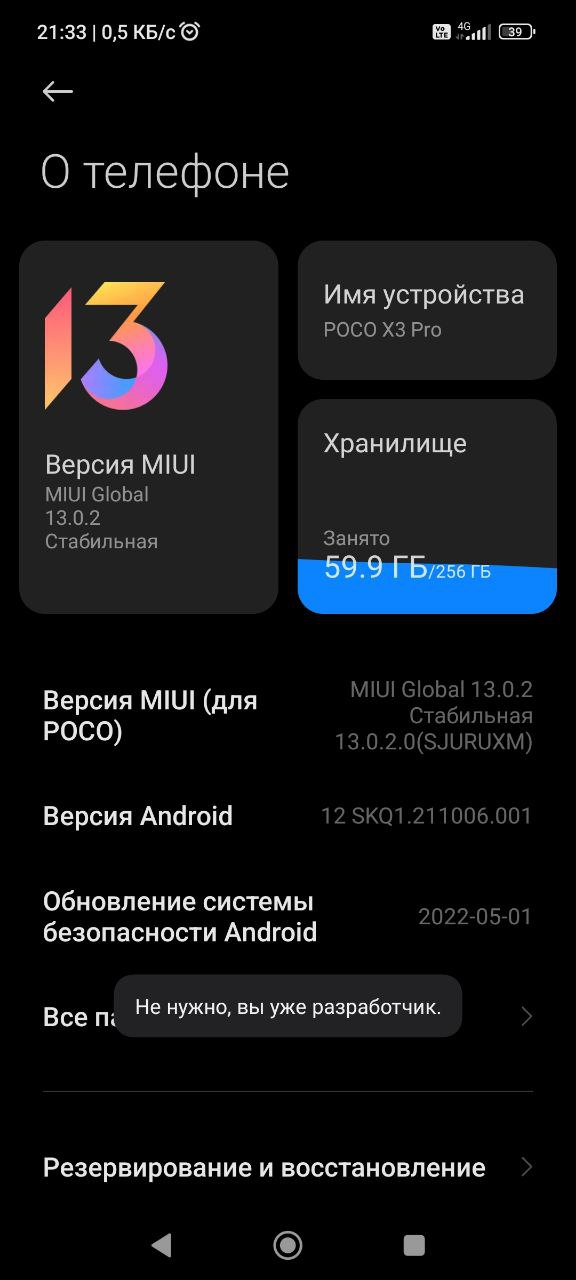 21:33 | 0,5 КБ/с
Vo LTE 4G 39
О телефоне
13
Версия MIUI
MIUI Global
13.0.2
Стабильная
Имя устройства
POCO X3 Pro
Хранилище
Занято
59.9 ГБ/256 ГБ
Версия MIUI (для
POCO)
MIUI Global 13.0.2
Стабильная
13.0.2.0(SJURUXM)
Версия Android
12 SKQ1.211006.001
Обновление системы
безопасности Android
2022-05-01
Все
Не нужно, вы уже разработчик.
Резервирование и восстановление